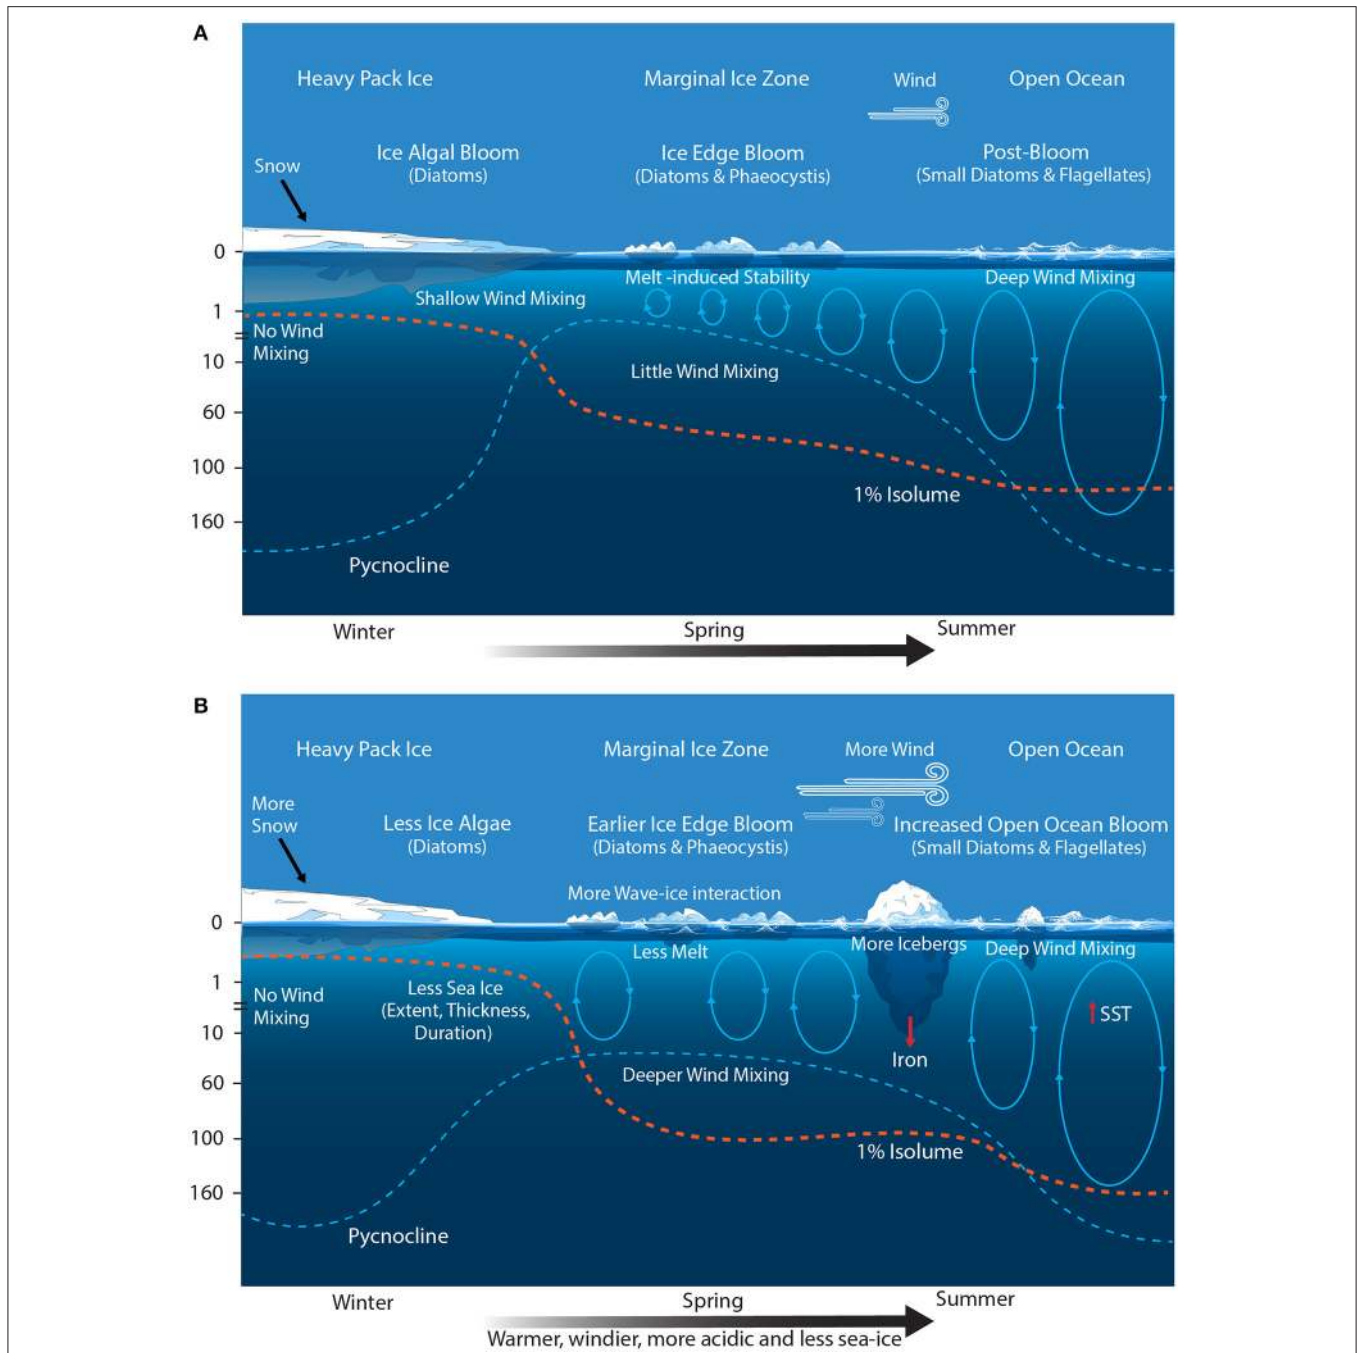 A
Heavy Pack Ice
Marginal Ice Zone
Wind
Open Ocean
Ice Algal Bloom
(Diatoms)
Ice Edge Bloom
(Diatoms & Phaeocystis)
Post-Bloom
(Small Diatoms & Flagellates)
Snow
0
Melt -induced Stability
Deep Wind Mixing
Shallow Wind Mixing
1
No Wind
Mixing
10
Little Wind Mixing
60
100
1% Isolume
160
Pycnocline
Winter
Spring
Summer
B
Heavy Pack Ice
Marginal Ice Zone
More Wind
Open Ocean
More
Snow
Less Ice Algae
(Diatoms)
Earlier Ice Edge Bloom
(Diatoms & Phaeocystis)
Increased Open Ocean Bloom
(Small Diatoms & Flagellates)
More Wave-ice interaction
0
Less Melt
More Icebergs
Deep Wind Mixing
1
No Wind
Mixing
Less Sea Ice
(Extent, Thickness,
Duration)
SST
10
Iron
60
Deeper Wind Mixing
100
1% Isolume
160
Pycnocline
Winter
Spring
Summer
Warmer, windier, more acidic and less sea-ice